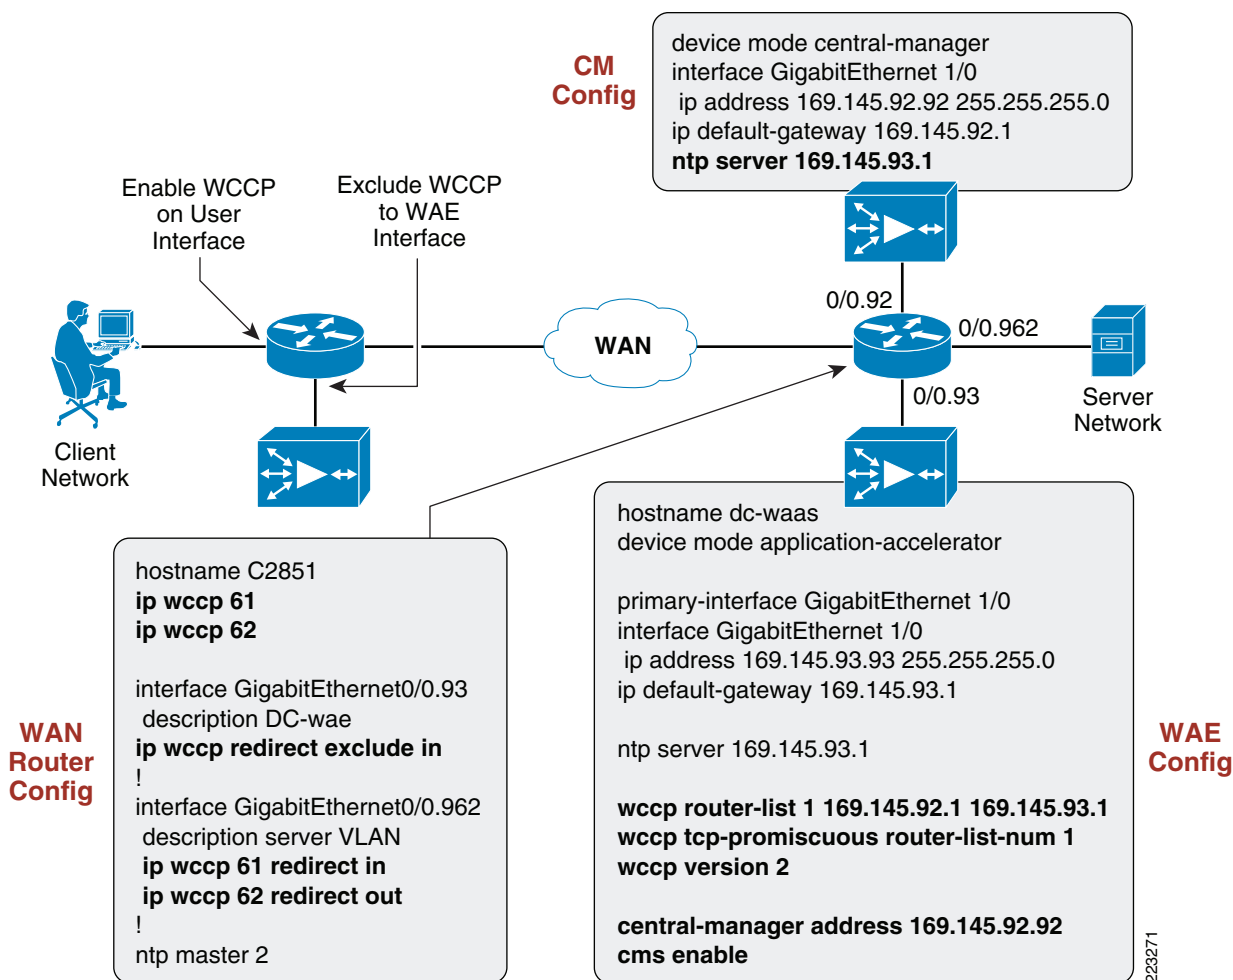 CM
Config
device mode central-manager
interface GigabitEthernet 1/0
ip address 169.145.92.92 255.255.255.0
ip default-gateway 169.145.92.1
ntp server 169.145.93.1
Enable WCCP
on User
Interface
Exclude WCCP
to WAE
Interface
0/0.92
WAN
0/0.962
0/0.93
Client
Network
Server
Network
WAN
Router
Config
hostname C2851
ip wccp 61
ip wccp 62
interface GigabitEthernet0/0.93
description DC-wae
ip wccp redirect exclude in
!
interface GigabitEthernet0/0.962
description server VLAN
ip wccp 61 redirect in
ip wccp 62 redirect out
!
ntp master 2
hostname dc-waas
device mode application-accelerator
primary-interface GigabitEthernet 1/0
interface GigabitEthernet 1/0
ip address 169.145.93.93 255.255.255.0
ip default-gateway 169.145.93.1
ntp server 169.145.93.1
wccp router-list 1 169.145.92.1 169.145.93.1
wccp tcp-promiscuous router-list-num 1
wccp version 2
central-manager address 169.145.92.92
cms enable
WAE
Config
223271